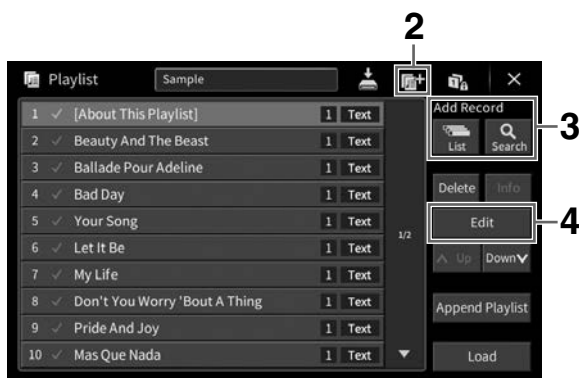 2
Playlist Sample
Add Record
1 [About This Playlist] 1 Text
2 Beauty And The Beast 1 Text
3 Ballade Pour Adeline 1 Text
4 Bad Day 1 Text
5 Your Song 1 Text
6 Let It Be 1 Text
7 My Life 1 Text
8 Don't You Worry 'Bout A Thing 1 Text
9 Pride And Joy 1 Text
10 Mas Que Nada 1 Text
1/2
List Search
3
Delete Info
Edit
4
Up Down
Append Playlist
Load